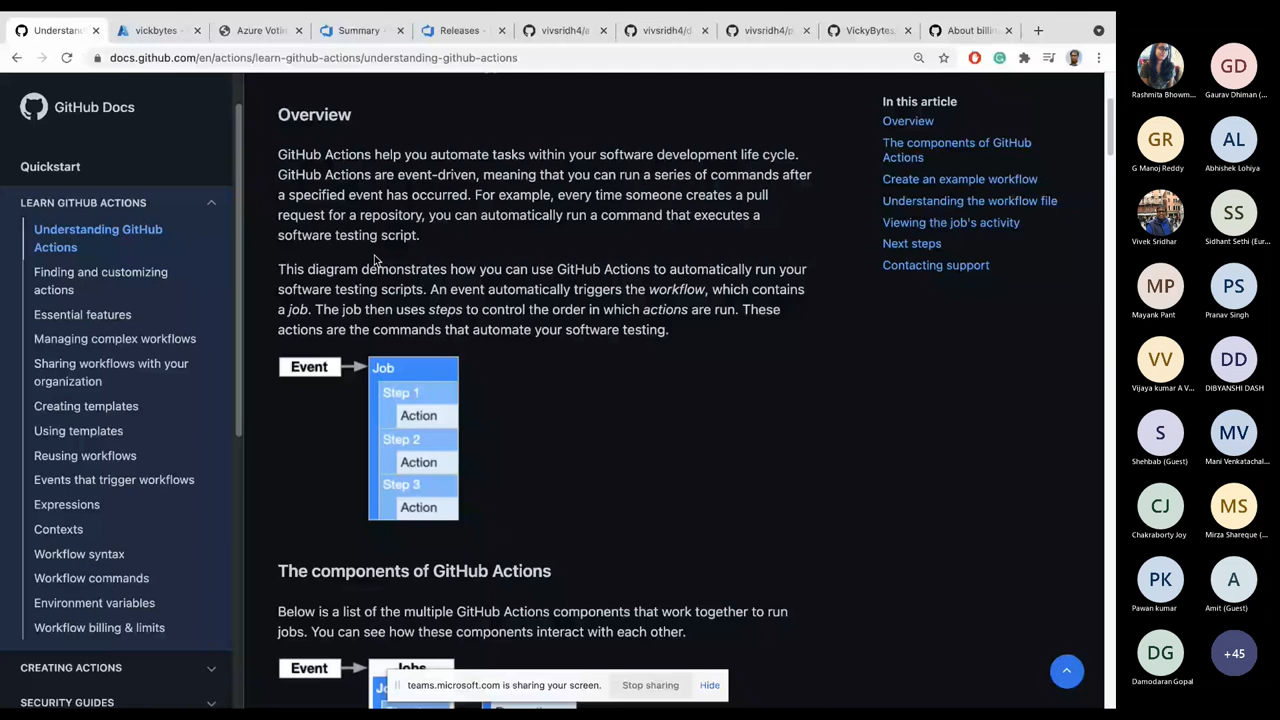 Understan
vickbytes -
Azure Votin
Summary -
Releases -
vivsridh4/a
vivsridh4/d
vivsridh4/p
VickyBytes
About billin
docs.github.com/en/actions/learn-github-actions/understanding-github-actions
GitHub Docs
Quickstart
LEARN GITHUB ACTIONS
Understanding GitHub
Actions
Finding and customizing
actions
Essential features
Managing complex workflows
Sharing workflows with your
organization
Creating templates
Using templates
Reusing workflows
Events that trigger workflows
Expressions
Contexts
Workflow syntax
Workflow commands
Environment variables
Workflow billing & limits
CREATING ACTIONS
SECURITY GUIDES
Overview
GitHub Actions help you automate tasks within your software development life cycle.
GitHub Actions are event-driven, meaning that you can run a series of commands after
a specified event has occurred. For example, every time someone creates a pull
request for a repository, you can automatically run a command that executes a
software testing script.
This diagram demonstrates how you can use GitHub Actions to automatically run your
software testing scripts. An event automatically triggers the workflow, which contains
a job. The job then uses steps to control the order in which actions are run. These
actions are the commands that automate your software testing.
Event
Job
Step 1
Action
Step 2
Action
Step 3
Action
The components of GitHub Actions
Below is a list of the multiple GitHub Actions components that work together to run
jobs. You can see how these components interact with each other.
Event
Jobs
teams.microsoft.com is sharing your screen.
Stop sharing
Hide
In this article
Overview
The components of GitHub
Actions
Create an example workflow
Understanding the workflow file
Viewing the job's activity
Next steps
Contacting support
Rashmita Bhowm...
GD
Gaurav Dhiman (...
GR
G Manoj Reddy
AL
Abhishek Lohiya
Vivek Sridhar
SS
Sidhant Sethi (Eur...
MP
Mayank Pant
PS
Pranav Singh
VV
Vijaya kumar A V...
DD
DIBYANSHI DASH
S
Shehbab (Guest)
MV
Mani Venkatachal...
CJ
Chakraborty Joy
MS
Mirza Shareque (...
PK
Pawan kumar
A
Amit (Guest)
DG
Damodaran Gopal
+45